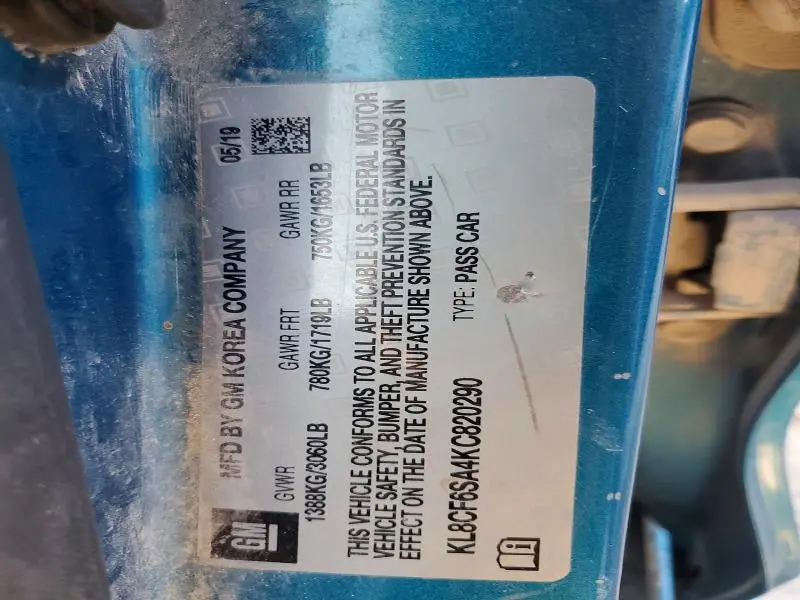 GM
MFD BY GM KOREA COMPANY 05/19
GVWR GAWR FRT GAWR RR
1388KG/3060LB 780KG/1719LB 750KG/1653LB
THIS VEHICLE CONFORMS TO ALL APPLICABLE U.S. FEDERAL MOTOR
VEHICLE SAFETY, BUMPER, AND THEFT PREVENTION STANDARDS IN
EFFECT ON THE DATE OF MANUFACTURE SHOWN ABOVE.
KL8CF6SA4KC820290 TYPE: PASS CAR